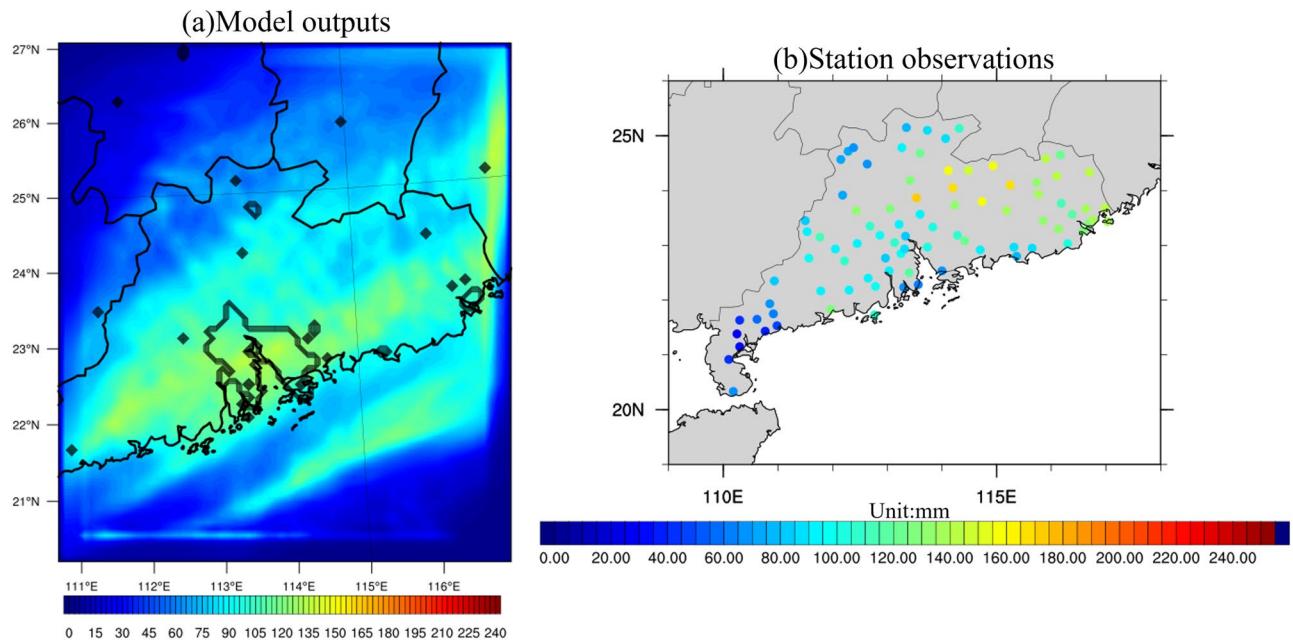 (a)Model outputs
27°N
26°N
25°N
24°N
23°N
22°N
21°N
111°E 112°E 113°E 114°E 115°E 116°E
0 15 30 45 60 75 90 105 120 135 150 165 180 195 210 225 240
(b)Station observations
25N
20N
110E 115E
Unit:mm
0.00 20.00 40.00 60.00 80.00 100.00 120.00 140.00 160.00 180.00 200.00 220.00 240.00